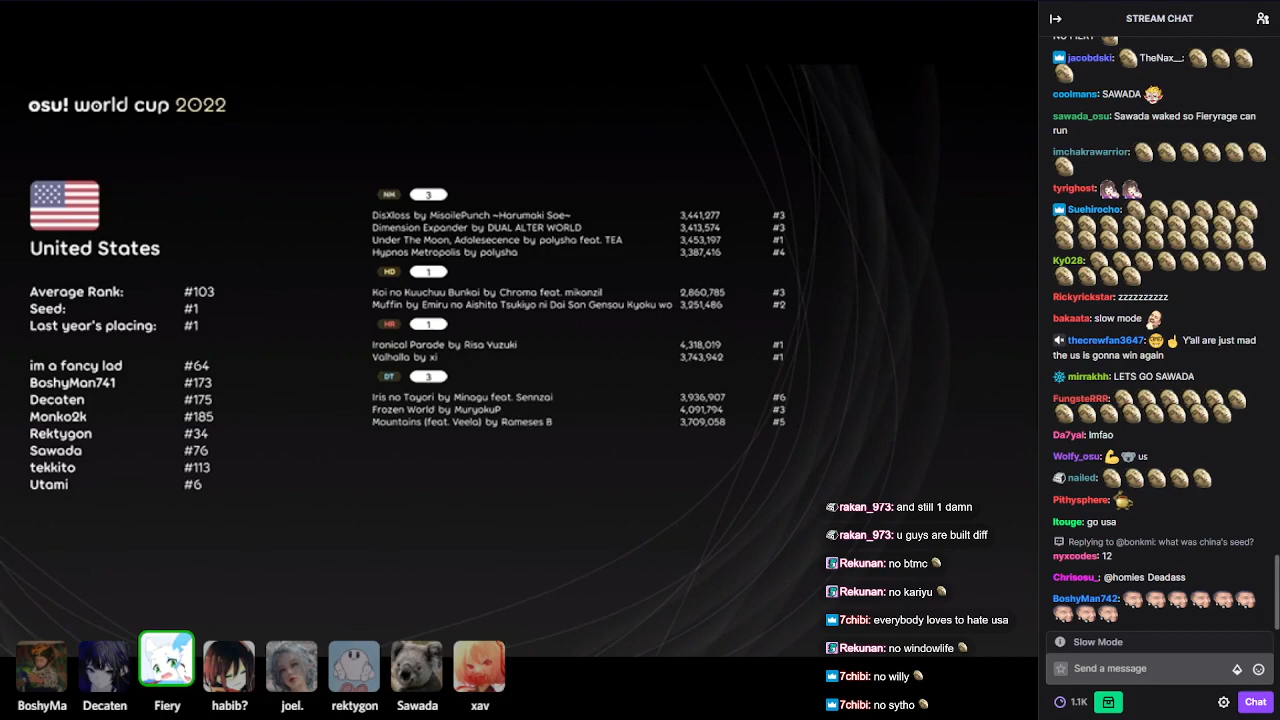 osu! world cup 2022
United States
Average Rank: #103
Seed: #1
Last year's placing: #1
im a fancy lad #64
BoshyMan741 #173
Decaten #175
Monko2k #185
Rektygon #34
Sawada #76
tekkito #113
Utami #6
NM 3
DisXloss by MisoilePunch ~Harumaki Soe~ 3,441,277 #3
Dimension Expander by DUAL ALTER WORLD 3,413,574 #3
Under The Moon, Adolesecence by polysha feat. TEA 3,453,197 #1
Hypnos Metropolis by polysha 3,387,416 #4
HD 1
Koi no Kuuchuu Bunkai by Chroma feat. mikanzil 2,860,785 #3
Muffin by Emiru no Aishita Tsukiyo ni Dai San Gensou Kyoku wo 3,251,486 #2
HR 1
Ironical Parade by Risa Yuzuki 4,318,019 #1
Valhalla by xi 3,743,942 #1
DT 3
Iris no Tayori by Minagu feat. Sennzai 3,936,907 #6
Frozen World by MuryokuP 4,091,794 #3
Mountains (feat. Veela) by Rameses B 3,709,058 #5
rakan_973: and still 1 damn
rakan_973: u guys are built diff
Rekunan: no btmc
Rekunan: no kariyu
7chibi: everybody loves to hate usa
Rekunan: no windowlife
7chibi: no willy
7chibi: no sytho
BoshyMa
Decaten
Fiery
habib?
joel.
rektygon
Sawada
xav
STREAM CHAT
NO FIERY
jacobdski: TheNax__:
coolmans: SAWADA
sawada_osu: Sawada waked so Fieryrage can
run
imchakrawarrior:
tyrighost:
Suehirocho:
Ky028:
Rickyrickstar: zzzzzzzzzz
bakaata: slow mode
thecrewfan3647: Y'all are just mad
the us is gonna win again
mirrakhh: LETS GO SAWADA
FungsteRRR:
Da7yal: lmfao
Wolfy_osu: us
nailed:
Pithysphere:
ltouge: go usa
Replying to @bonkmi: what was china's seed?
nyxcodes: 12
Chrisosu_: @homies Deadass
BoshyMan742:
Slow Mode
Send a message
1.1K
Chat